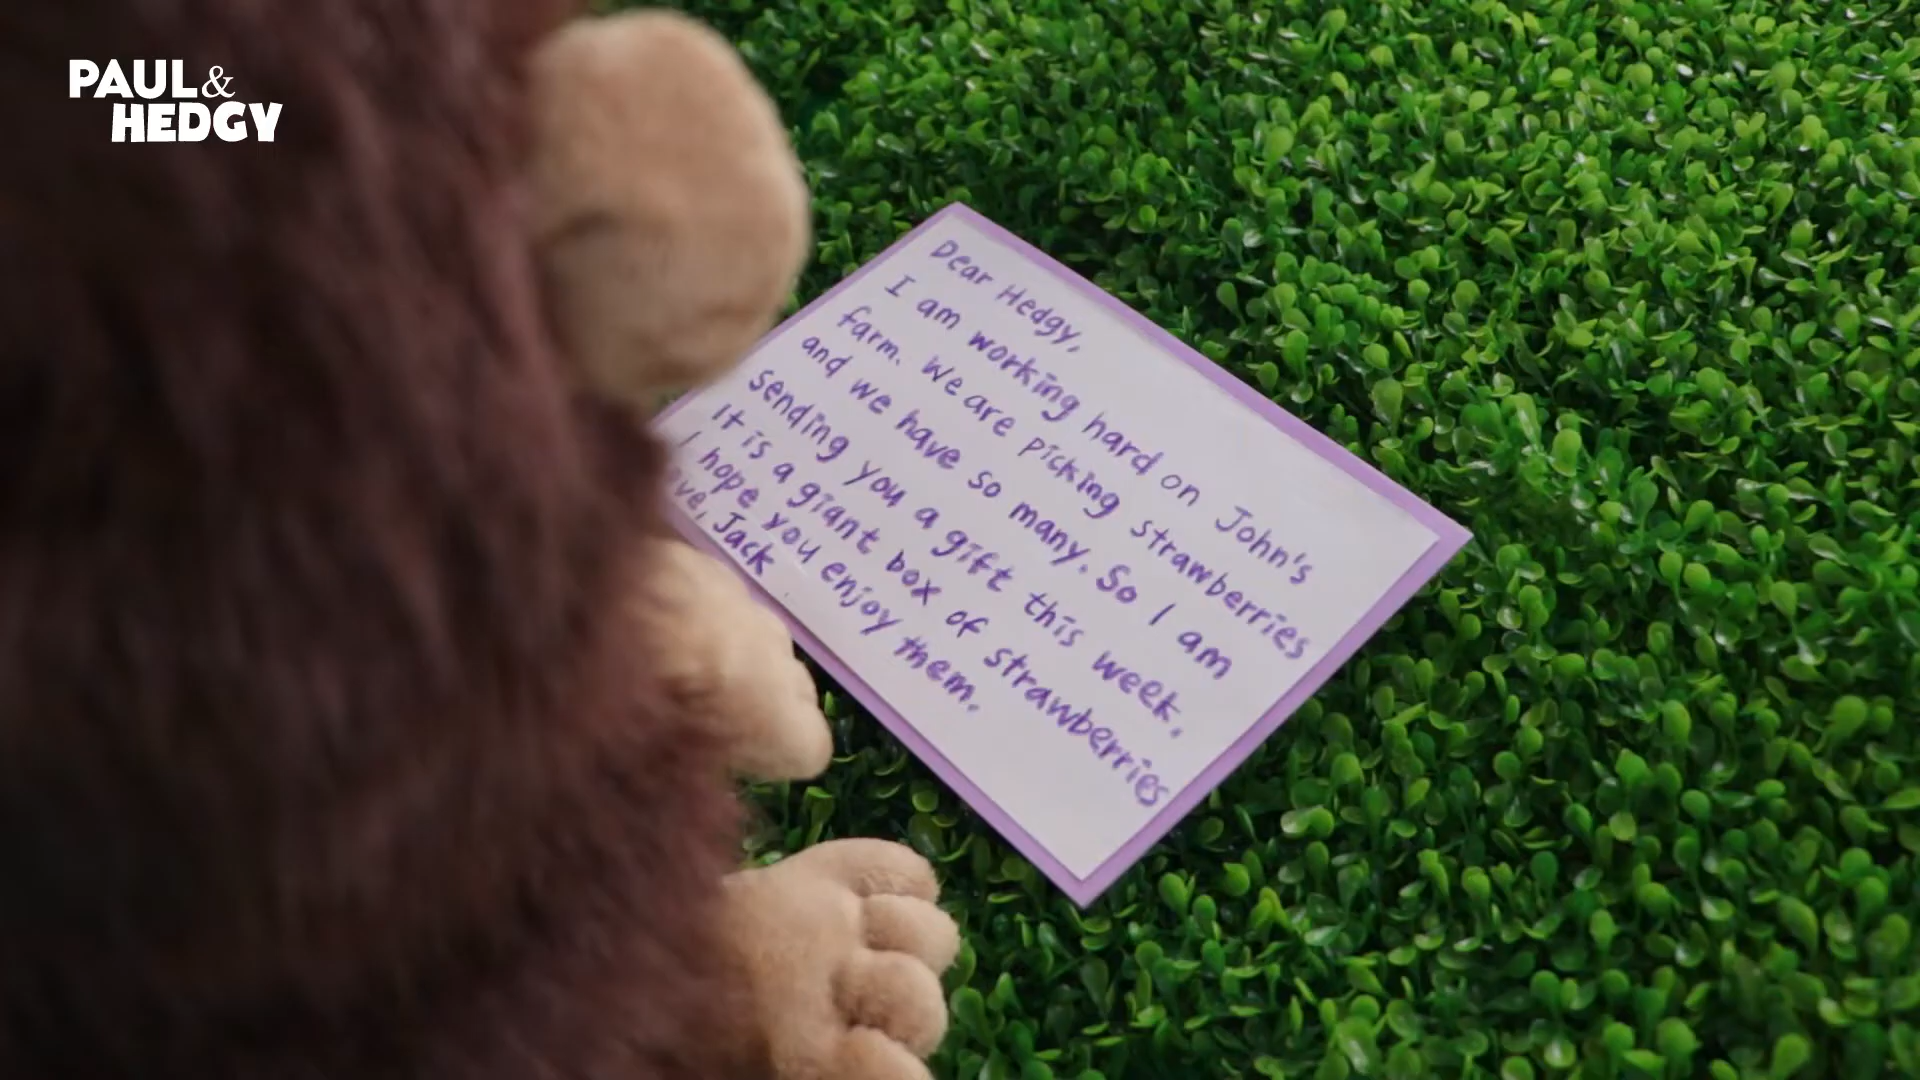 PAUL &
HEDGY
Dear Hedgy,
I am working hard on John's
farm. We are picking strawberries
and we have so many. So I am
sending you a gift this week.
It is a giant box of strawberries
I hope you enjoy them.
Jack